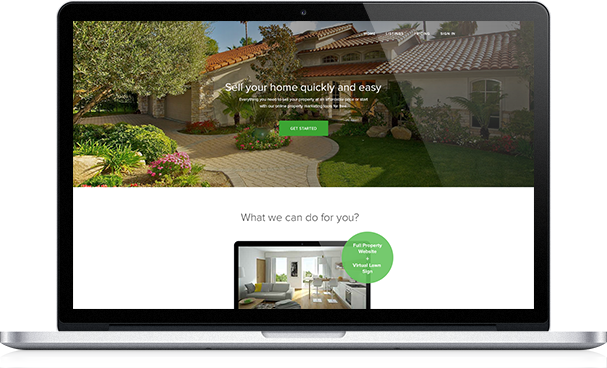 HOME LISTINGS PRICING SIGN IN
Sell your home quickly and easy
Everything you need to sell your property at an affordable price or start
with our online property marketing tools for free.
GET STARTED
What we can do for you?
Full Property
Website
+
Virtual Lawn
Sign